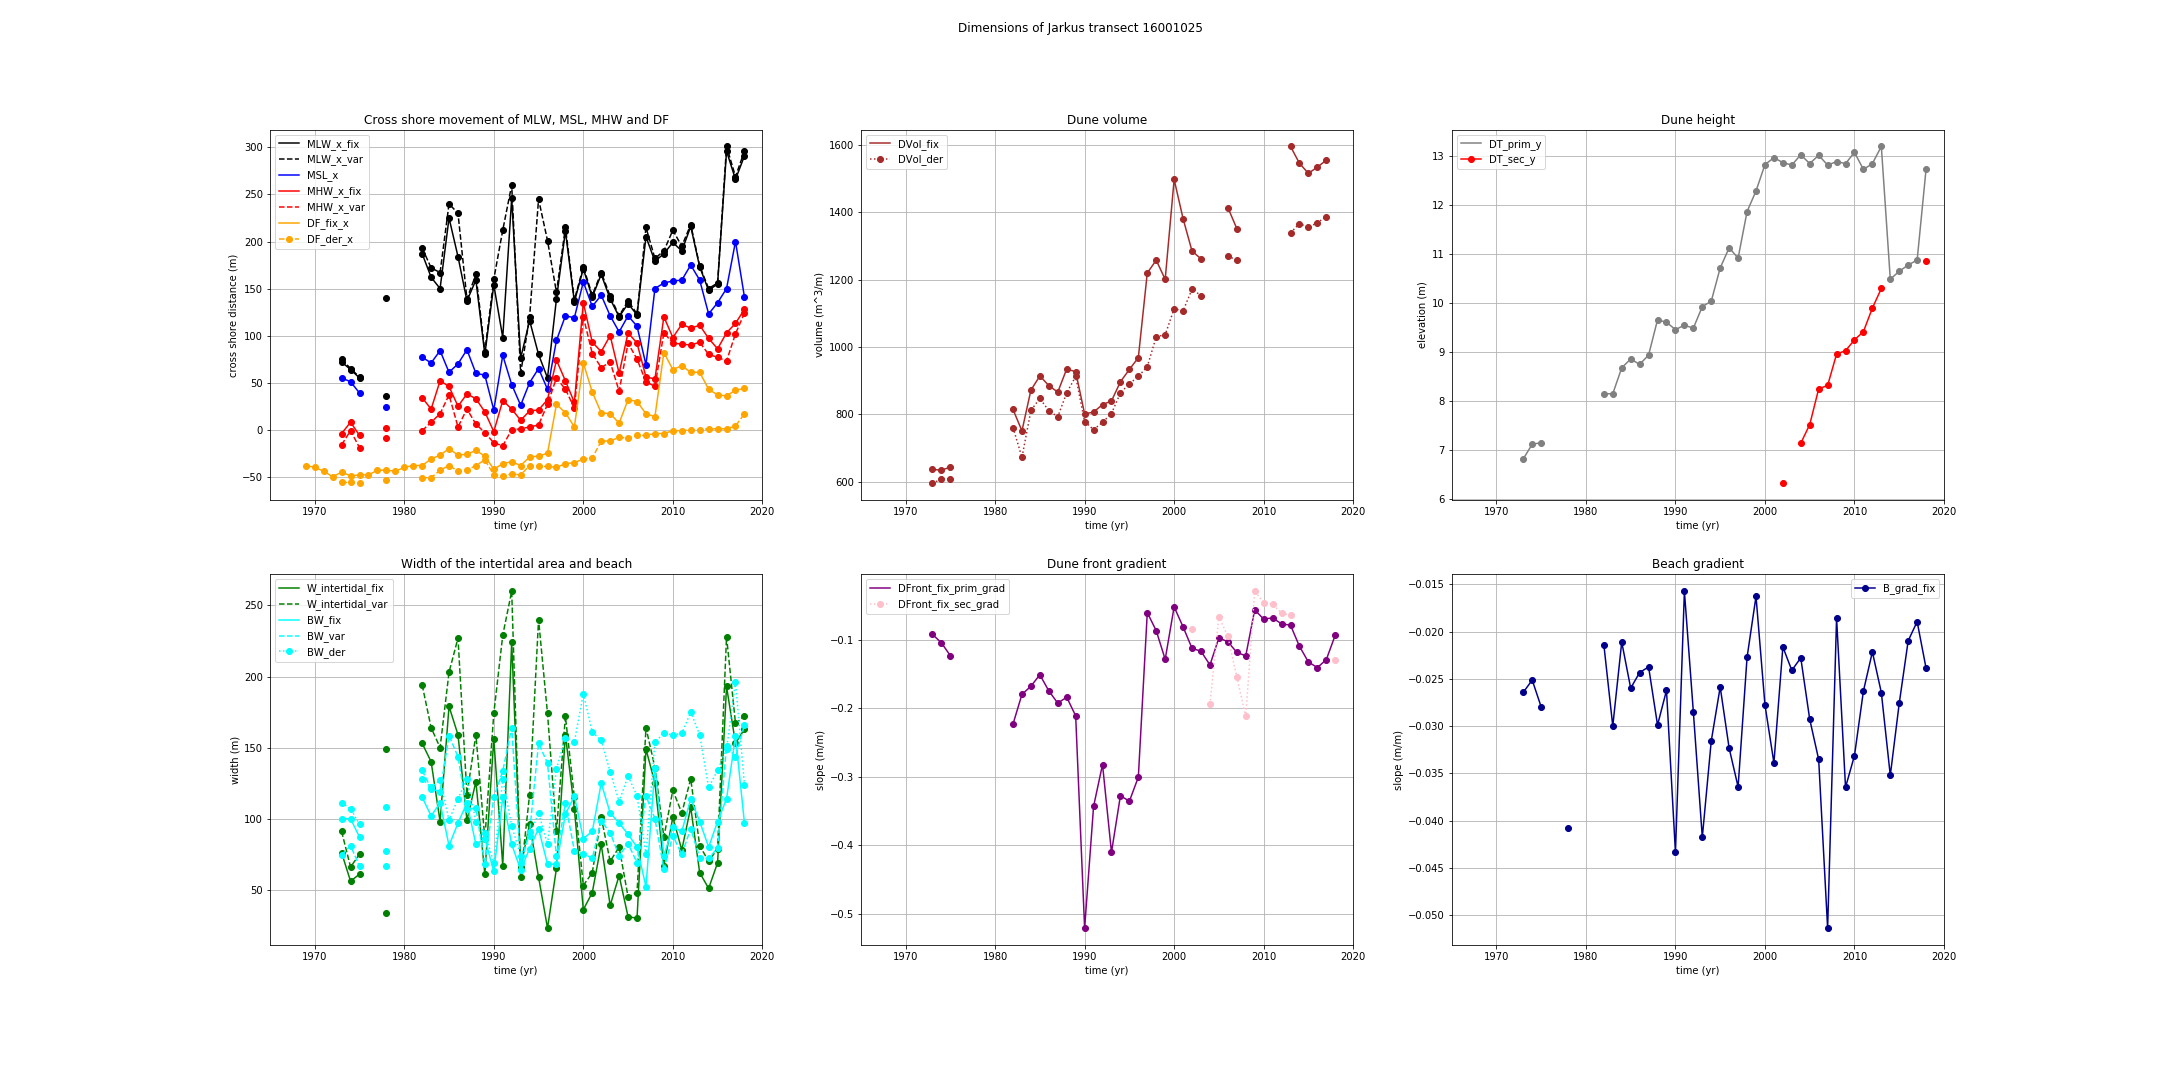 Dimensions of Jarkus transect 16001025
Cross shore movement of MLW, MSL, MHW and DF
MLW_x_fix
MLW_x_var
MSL_x
MHW_x_fix
MHW_x_var
DF_fix_x
DF_der_x
300
250
200
150
100
50
0
−50
cross shore distance (m)
1970 1980 1990 2000 2010 2020
time (yr)
Dune volume
DVol_fix
DVol_der
1600
1400
1200
1000
800
600
volume (m^3/m)
1970 1980 1990 2000 2010 2020
time (yr)
Dune height
DT_prim_y
DT_sec_y
13
12
11
10
9
8
7
6
elevation (m)
1970 1980 1990 2000 2010 2020
time (yr)
Width of the intertidal area and beach
W_intertidal_fix
W_intertidal_var
BW_fix
BW_var
BW_der
250
200
150
100
50
width (m)
1970 1980 1990 2000 2010 2020
time (yr)
Dune front gradient
DFront_fix_prim_grad
DFront_fix_sec_grad
−0.1
−0.2
−0.3
−0.4
−0.5
slope (m/m)
1970 1980 1990 2000 2010 2020
time (yr)
Beach gradient
B_grad_fix
−0.015
−0.020
−0.025
−0.030
−0.035
−0.040
−0.045
−0.050
slope (m/m)
1970 1980 1990 2000 2010 2020
time (yr)